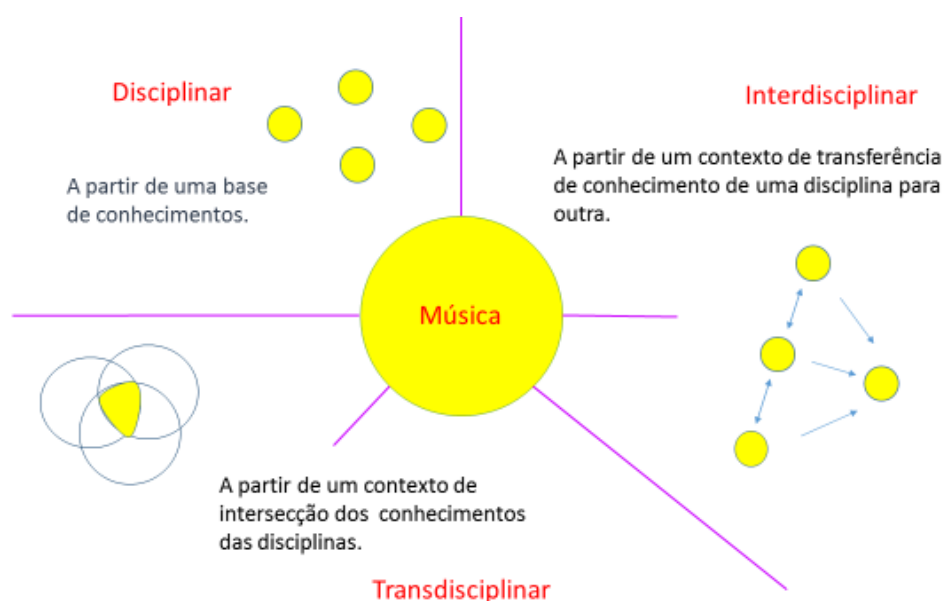 Disciplinar
A partir de uma base
de conhecimentos.
Interdisciplinar
A partir de um contexto de transferência
de conhecimento de uma disciplina para
outra.
Música
A partir de um contexto de
intersecção dos conhecimentos
das disciplinas.
Transdisciplinar